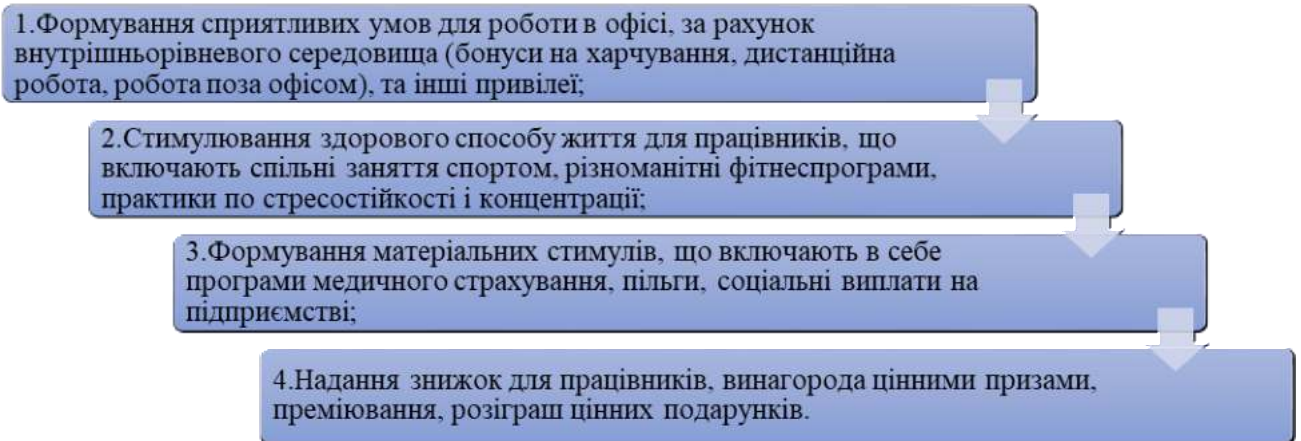 1.Формування сприятливих умов для роботи в офісі, за рахунок
внутрішньорівневого середовища (бонуси на харчування, дистанційна
робота, робота поза офісом), та інші привілеї;
2.Стимулювання здорового способу життя для працівників, що
включають спільні заняття спортом, різноманітні фітнеспрограми,
практики по стресостійкості і концентрації;
3.Формування матеріальних стимулів, що включають в себе
програми медичного страхування, пільги, соціальні виплати на
підприємстві;
4.Надання знижок для працівників, винагорода цінними призами,
преміювання, розіграш цінних подарунків.